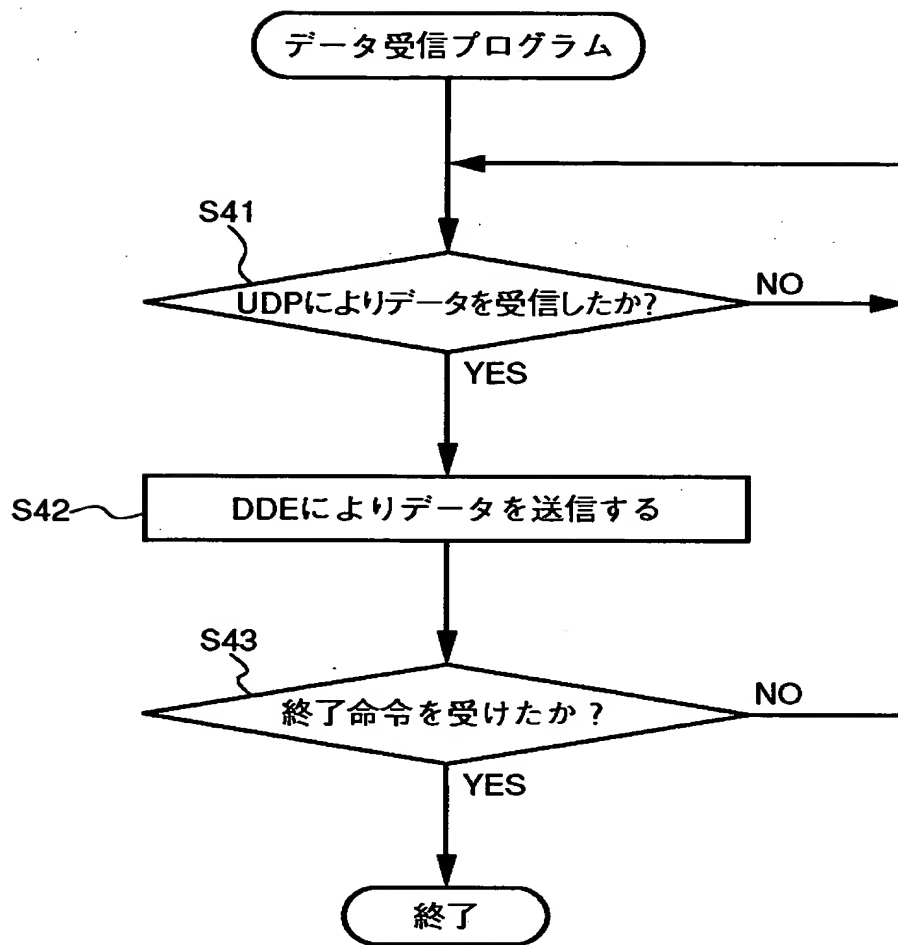 データ受信プログラム
S41
UDPによりデータを受信したか?
NO
YES
S42
DDEによりデータを送信する
S43
終了命令を受けたか?
NO
YES
終了